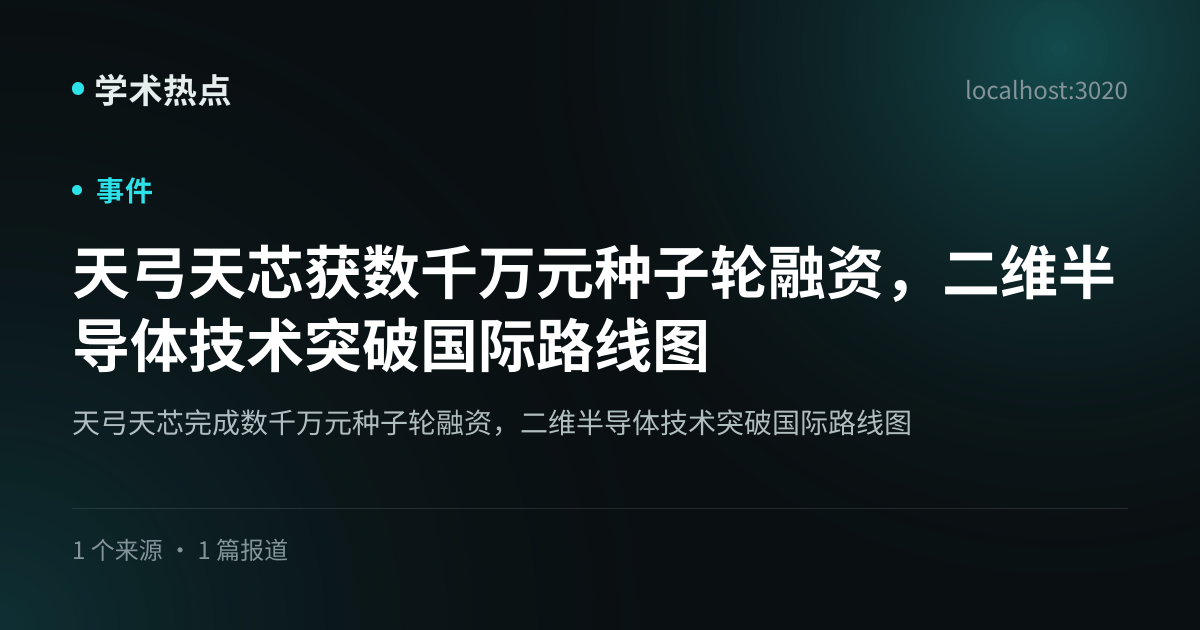 学术热点
localhost:3020
事件
天弓天芯获数千万元种子轮融资，二维半
导体技术突破国际路线图
天弓天芯完成数千万元种子轮融资，二维半导体技术突破国际路线图
1 个来源 · 1 篇报道